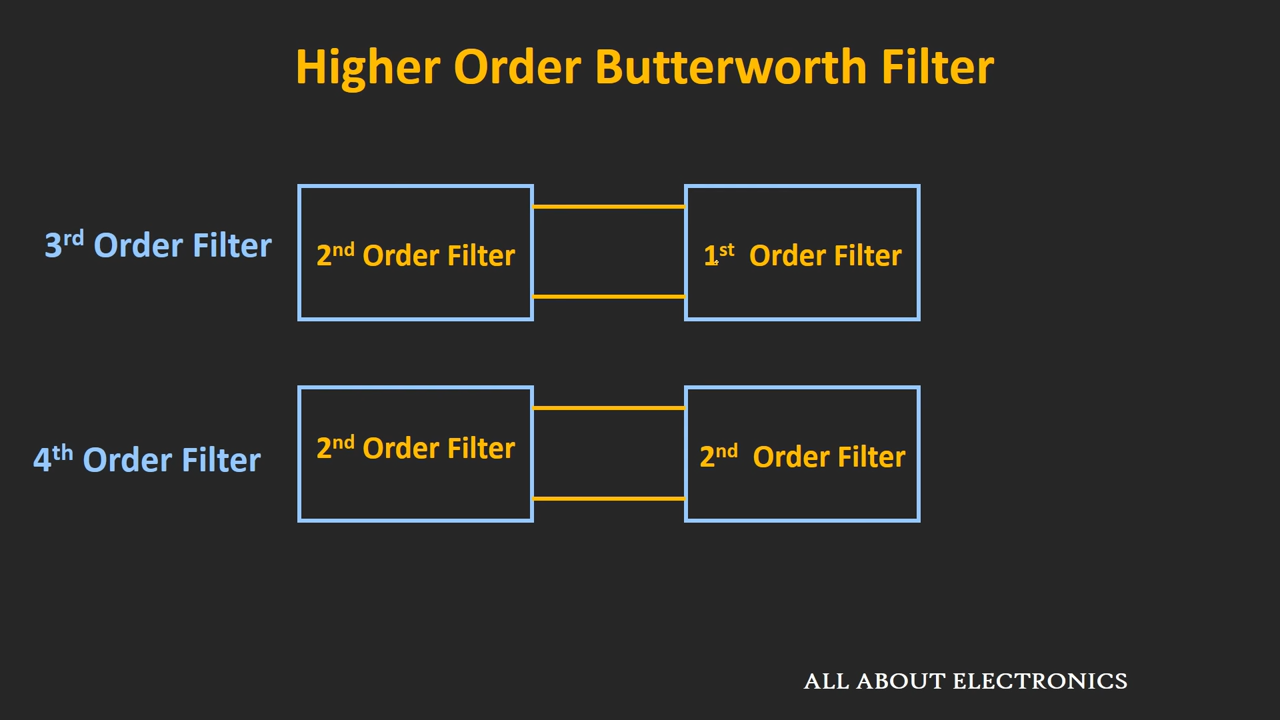 Higher Order Butterworth Filter
3rd Order Filter
2nd Order Filter
1st Order Filter
4th Order Filter
2nd Order Filter
2nd Order Filter
ALL ABOUT ELECTRONICS